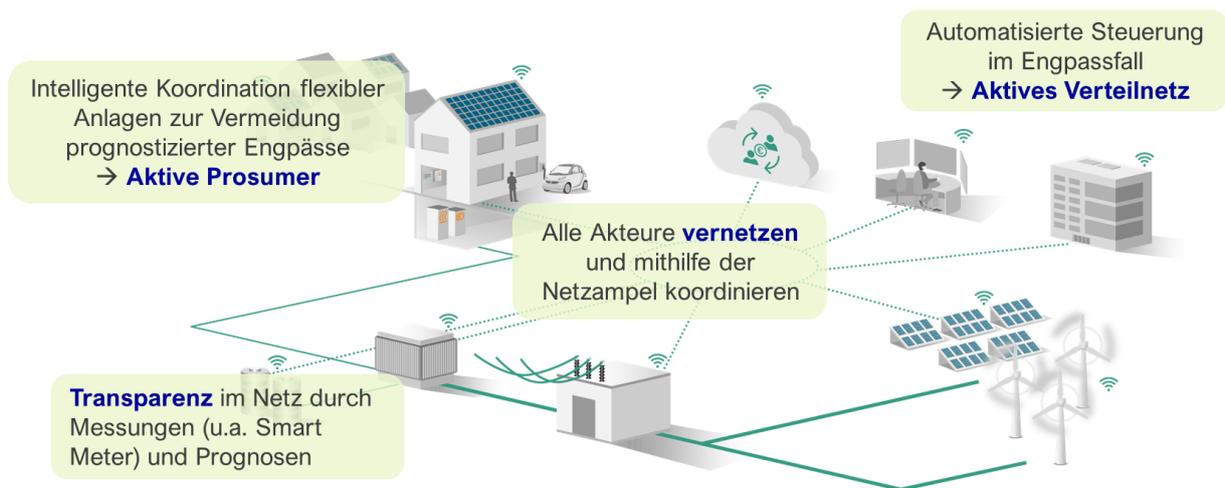 Intelligente Koordination flexibler
Anlagen zur Vermeidung
prognostizierter Engpässe
→ Aktive Prosumer
Automatisierte Steuerung
im Engpassfall
→ Aktives Verteilnetz
Alle Akteure vernetzen
und mithilfe der
Netzampel koordinieren
Transparenz im Netz durch
Messungen (u.a. Smart
Meter) und Prognosen